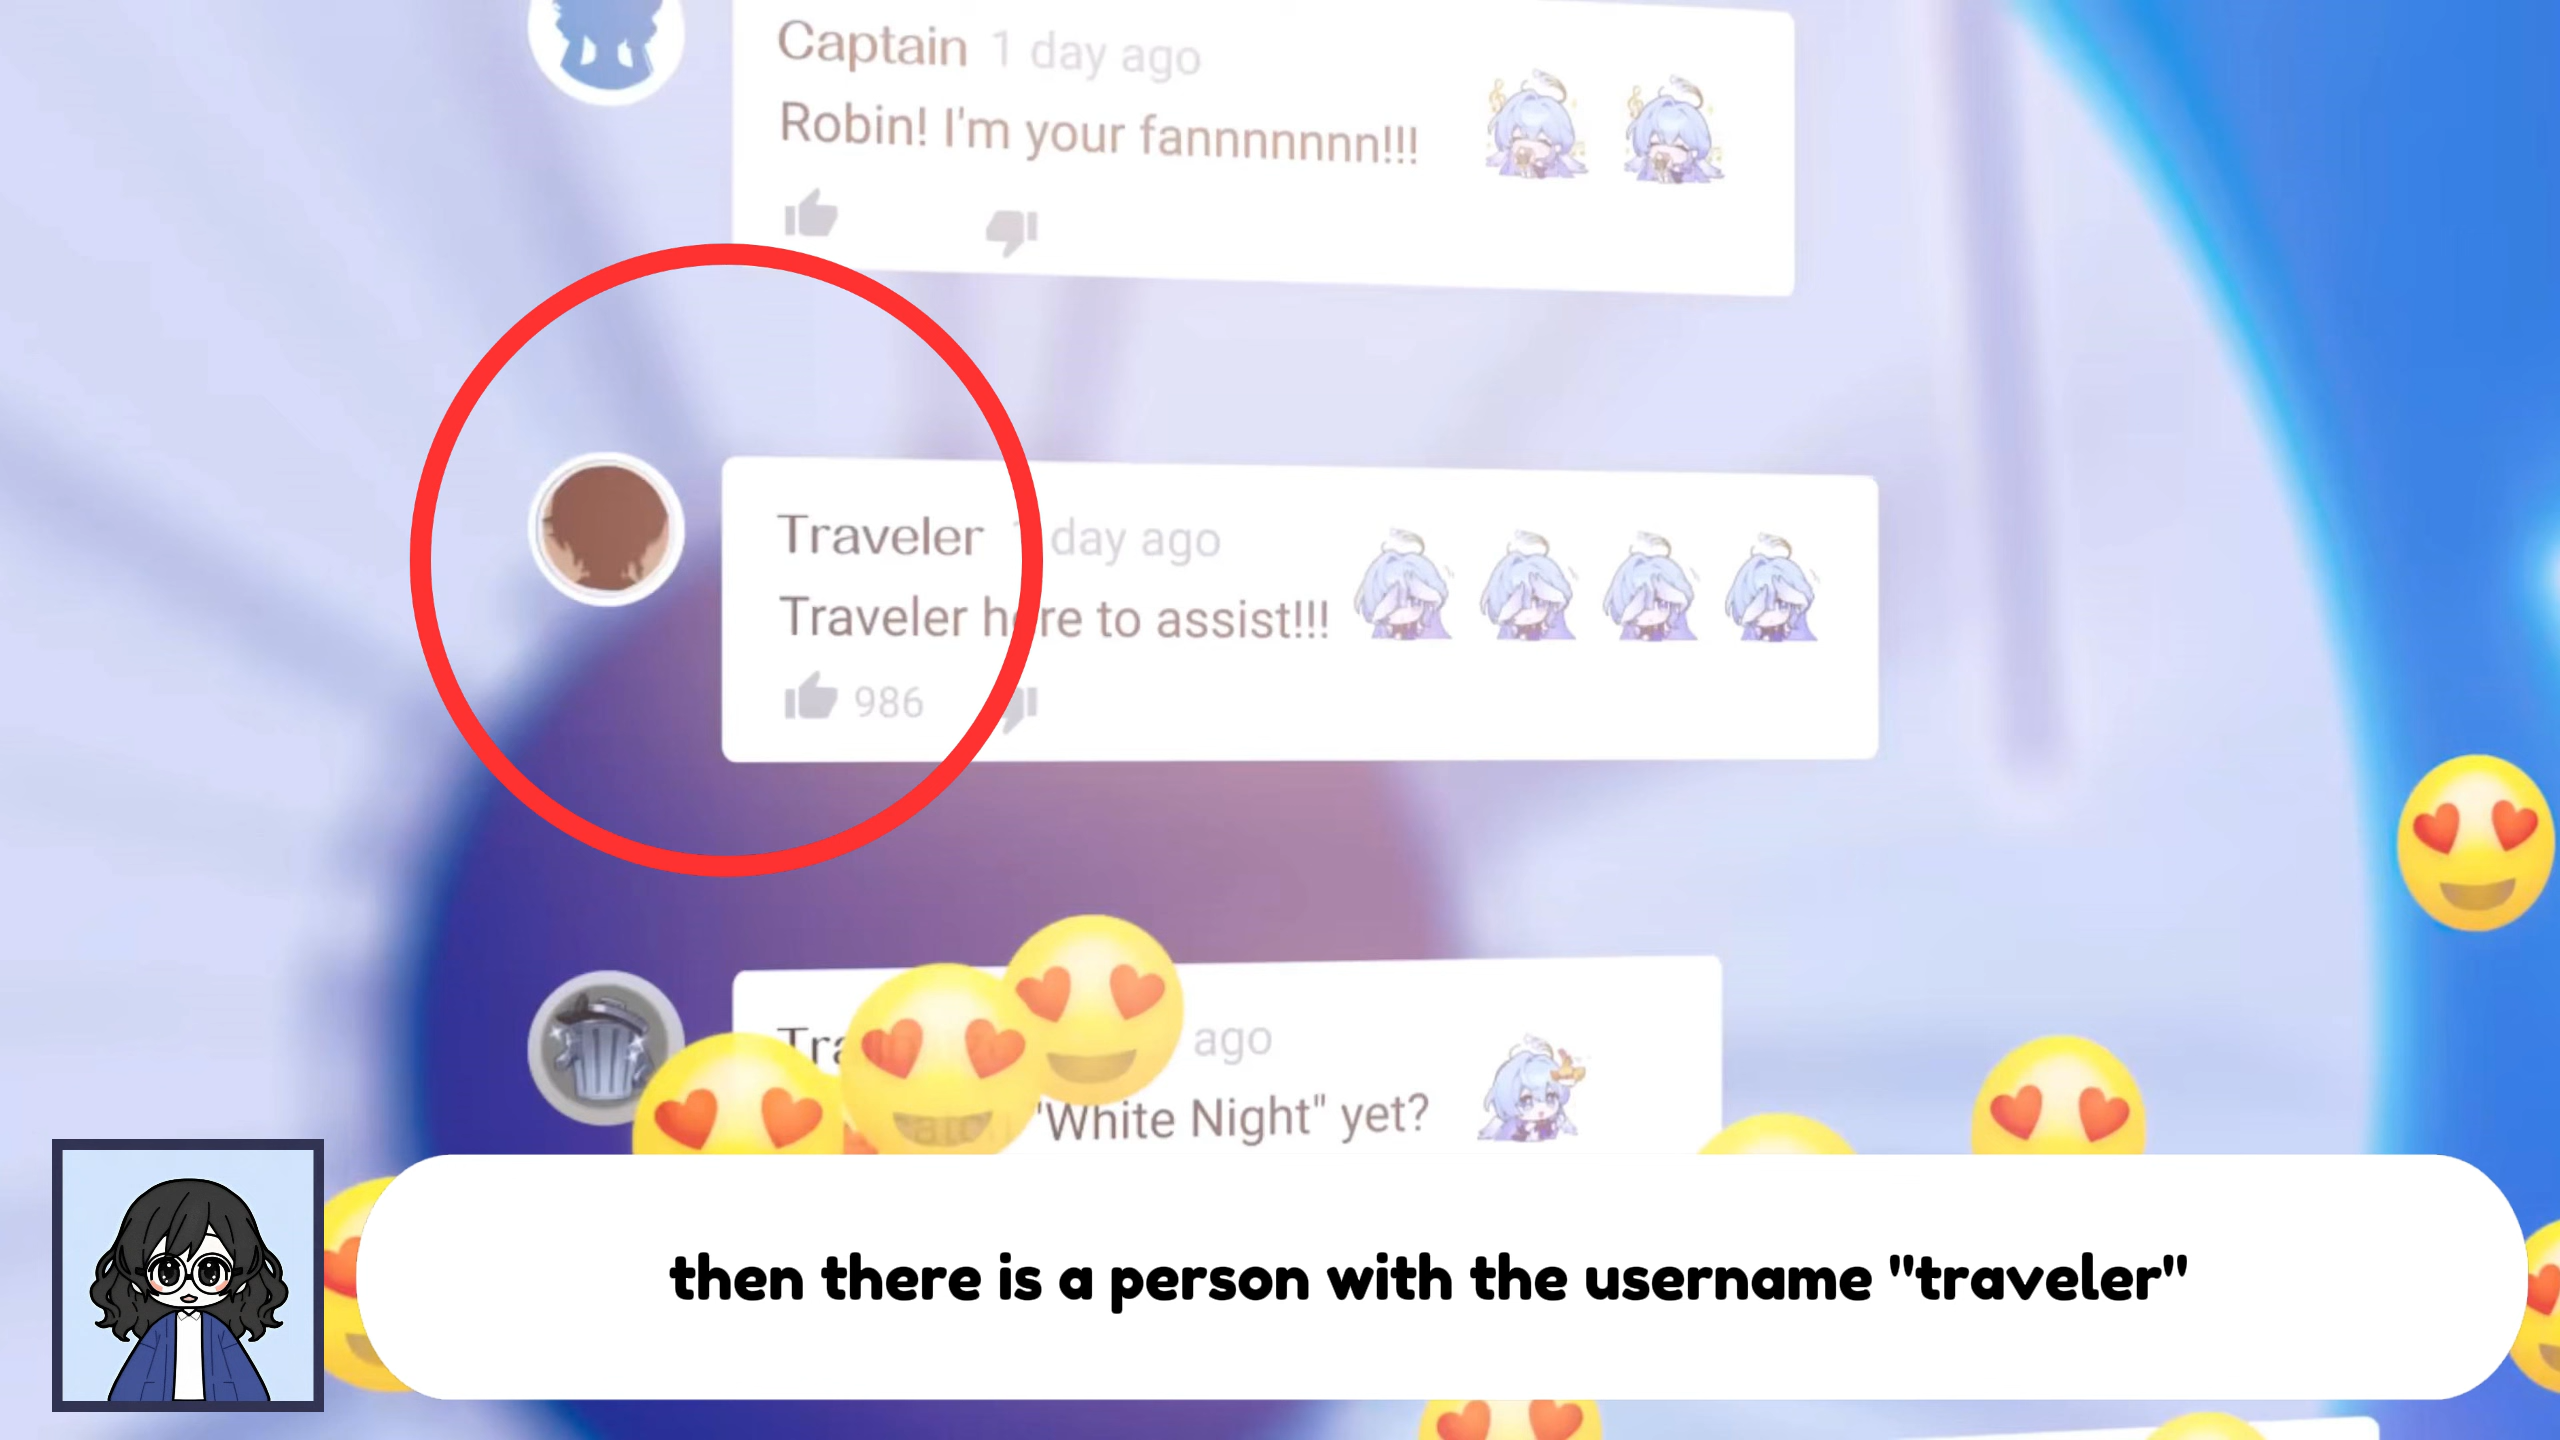 Captain 1 day ago
Robin! I'm your fannnnnnn!!!
Traveler day ago
Traveler here to assist!!!
986
ago
"White Night" yet?
then there is a person with the username "traveler"